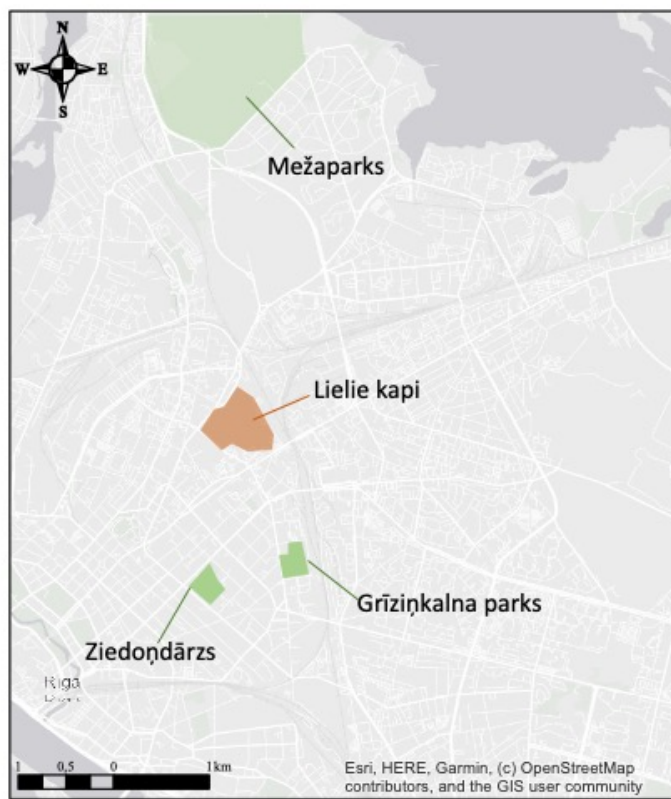 N
W E
S
Mežaparks
Lielie kapi
Grīziņkalna parks
Ziedoņdārzs
Rīga
1 0,5 0 1km
Esri, HERE, Garmin, (c) OpenStreetMap
contributors, and the GIS user community